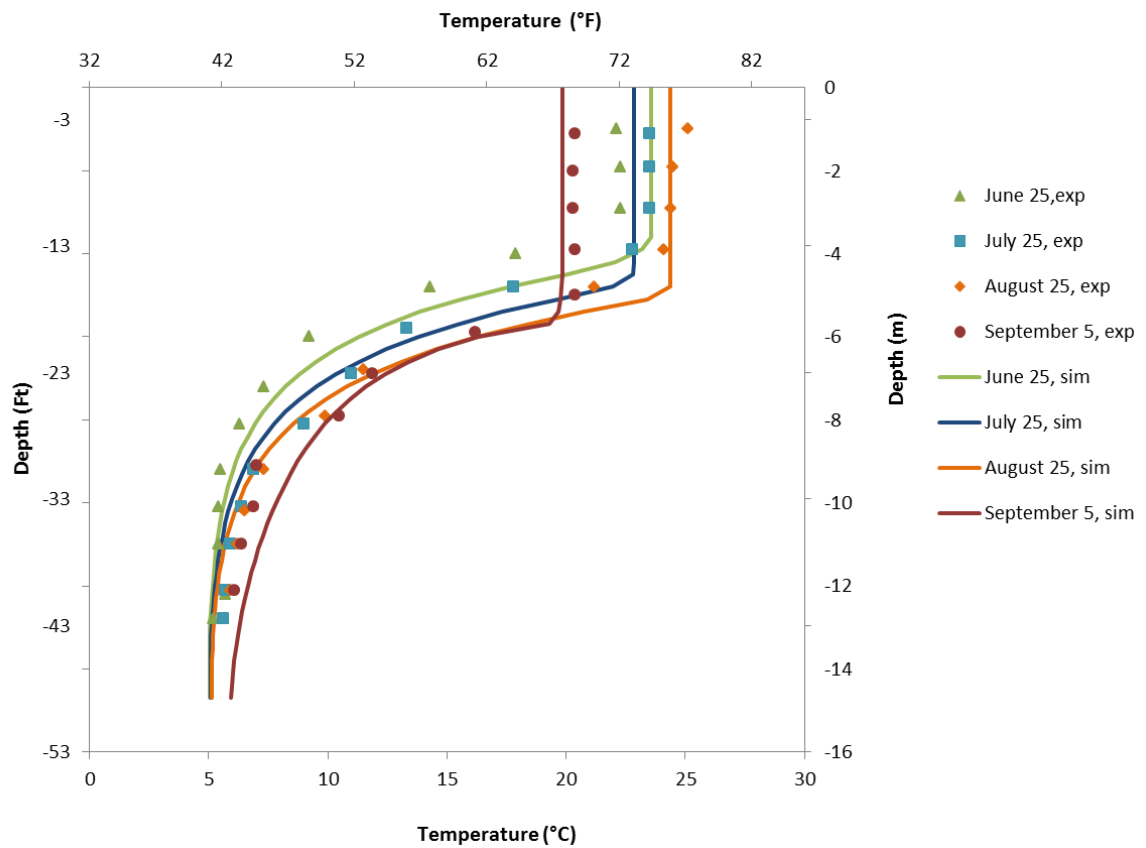 Temperature (°F)
32 42 52 62 72 82
0
-3
-2
-13
-4
-6
-23
-8
-33
-10
-12
-43
-14
-53
-16
0 5 10 15 20 25 30
Temperature (°C)
Depth (Ft)
Depth (m)
June 25,exp
July 25, exp
August 25, exp
September 5, exp
June 25, sim
July 25, sim
August 25, sim
September 5, sim